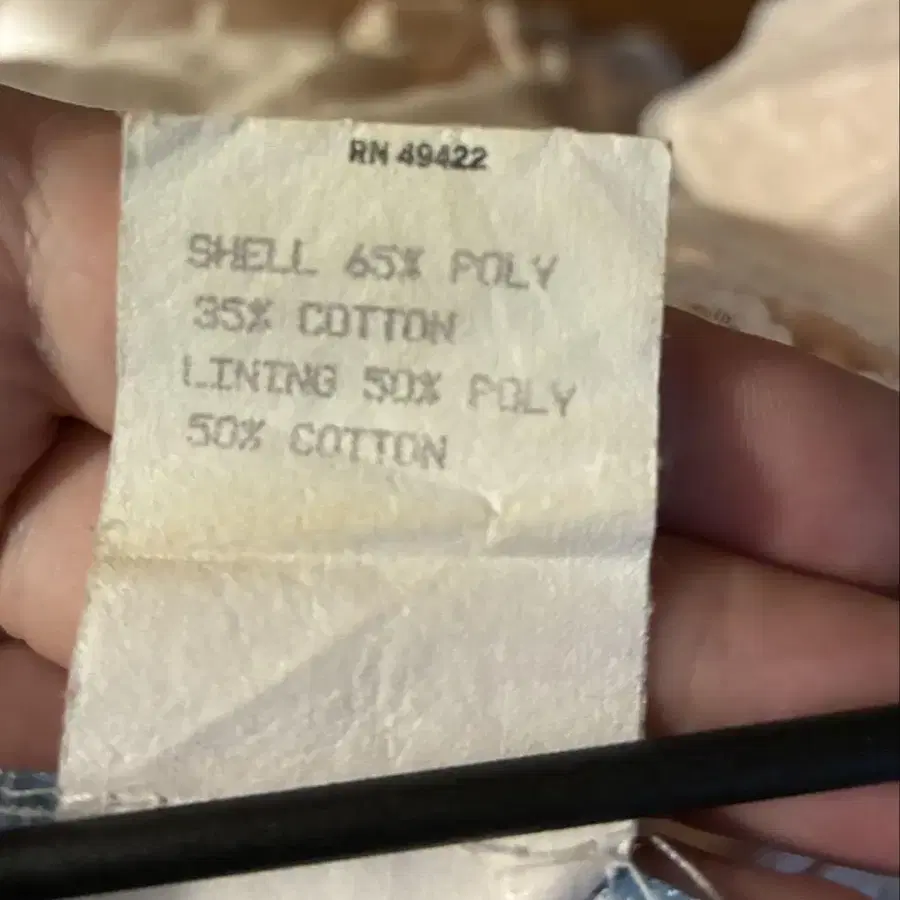 RN 49422
SHELL 65% POLY
35% COTTON
LINING 50% POLY
50% COTTON